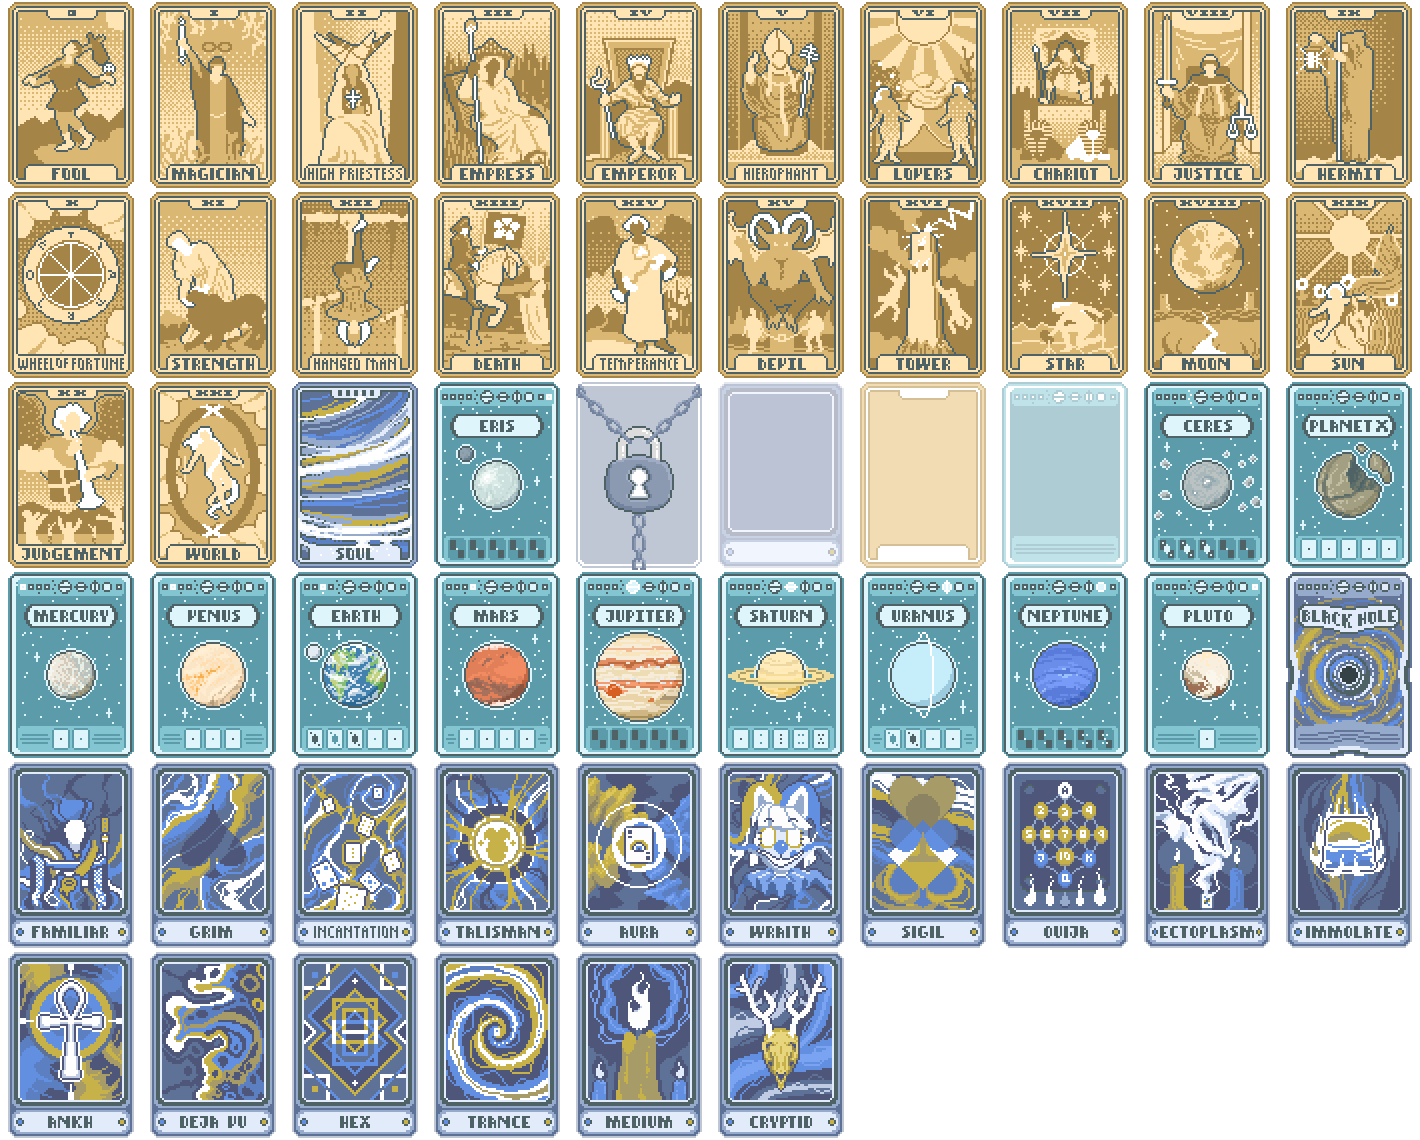 I II IV V VI VII VIII IX
FOOL MAGICIAN HIGH PRIESTESS EMPRESS EMPEROR HIEROPHANT LOVERS CHARIOT JUSTICE HERMIT
X XI XII XIII XIV XV XVI XVII XVIII XIX
WHEEL OF FORTUNE STRENGTH HANGED MAN DEATH TEMPERANCE DEVIL TOWER STAR MOON SUN
XX XXI
ERIS CERES PLANET X
JUDGEMENT WORLD SOUL
MERCURY VENUS EARTH MARS JUPITER SATURN URANUS NEPTUNE PLUTO BLACK HOLE
FAMILIAR GRIM INCANTATION TALISMAN AURA WRAITH SIGIL OUIJA ECTOPLASM IMMOLATE
ANKH DEJA VU HEX TRANCE MEDIUM CRYPTID